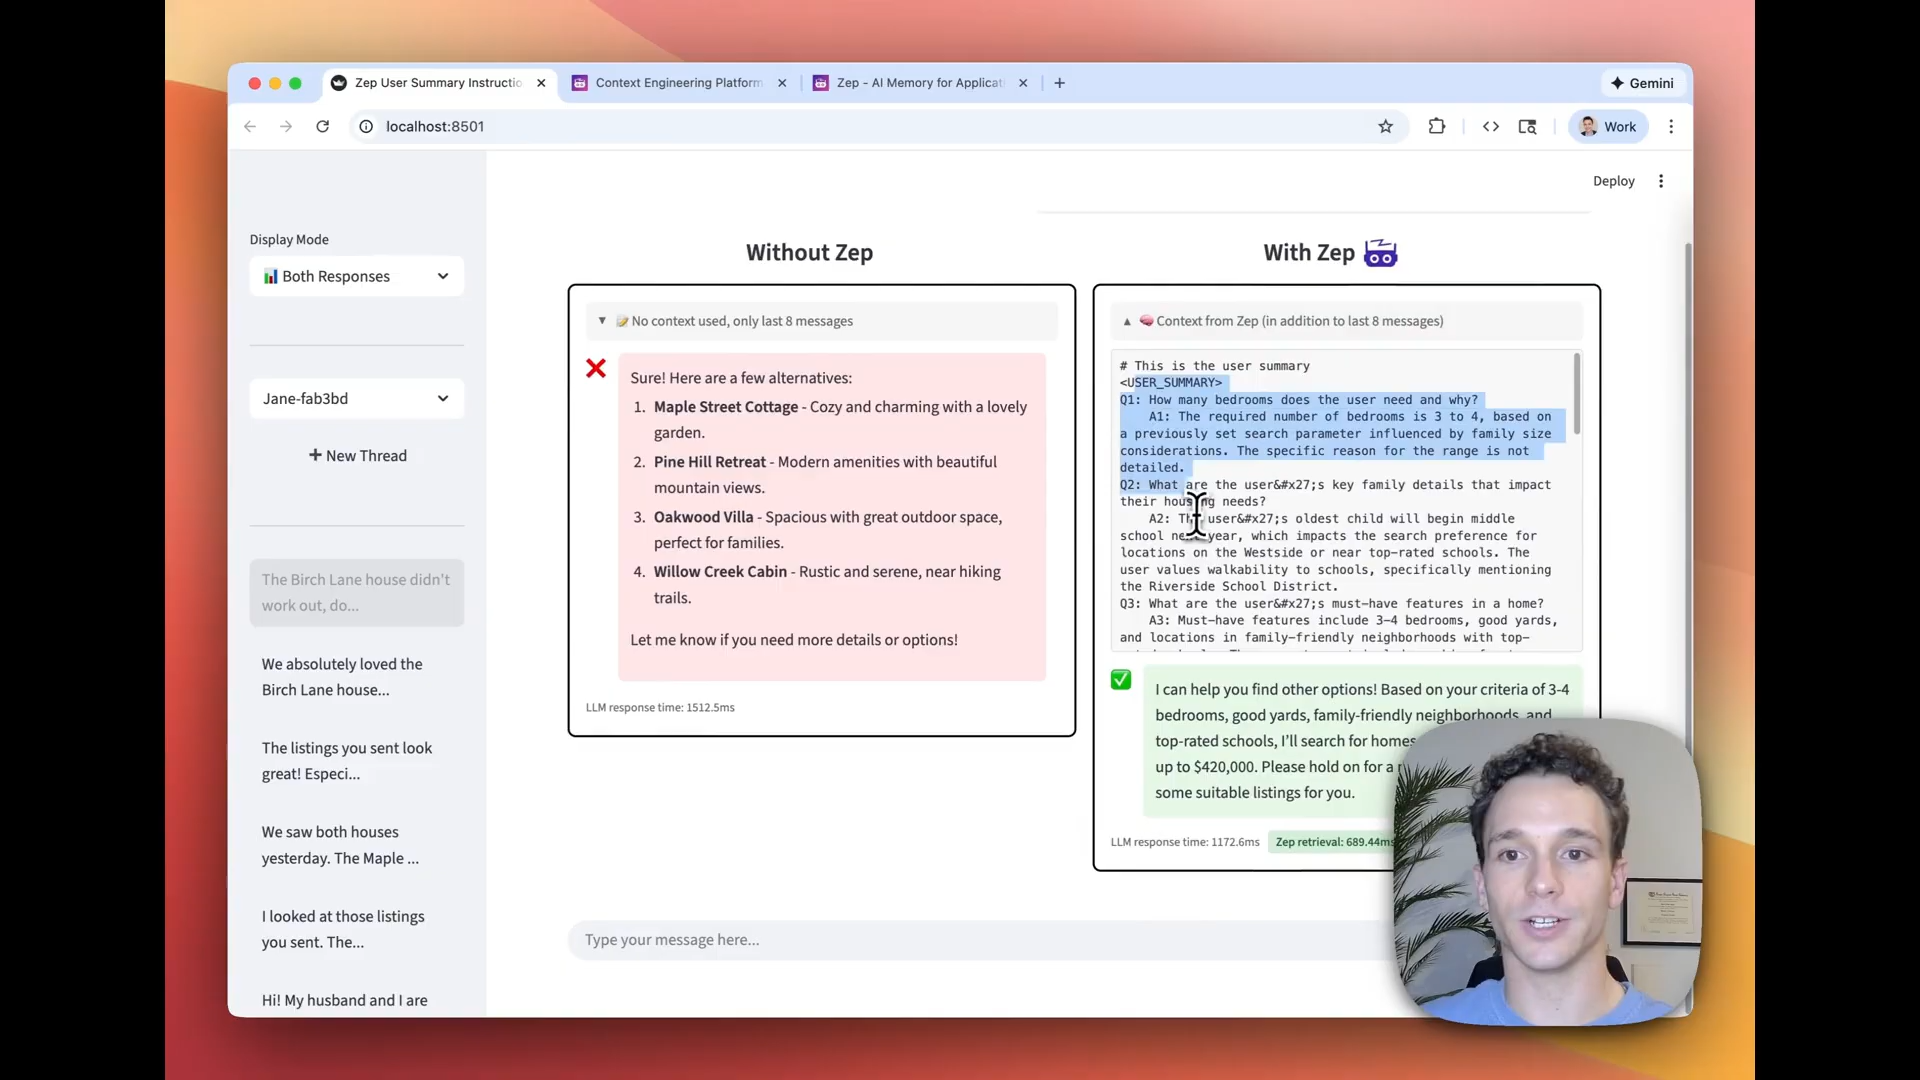 Zep User Summary Instructio
Context Engineering Platform
Zep - AI Memory for Applicati
Gemini
localhost:8501
Work
Deploy
Display Mode
Both Responses
Jane-fab3bd
+ New Thread
The Birch Lane house didn't
work out, do...
We absolutely loved the
Birch Lane house...
The listings you sent look
great! Especi...
We saw both houses
yesterday. The Maple ...
I looked at those listings
you sent. The...
Hi! My husband and I are
Without Zep
No context used, only last 8 messages
Sure! Here are a few alternatives:
1. Maple Street Cottage - Cozy and charming with a lovely
garden.
2. Pine Hill Retreat - Modern amenities with beautiful
mountain views.
3. Oakwood Villa - Spacious with great outdoor space,
perfect for families.
4. Willow Creek Cabin - Rustic and serene, near hiking
trails.
Let me know if you need more details or options!
LLM response time: 1512.5ms
With Zep
Context from Zep (in addition to last 8 messages)
# This is the user summary
<USER_SUMMARY>
Q1: How many bedrooms does the user need and why?
A1: The required number of bedrooms is 3 to 4, based on
a previously set search parameter influenced by family size
considerations. The specific reason for the range is not
detailed.
Q2: What are the user&#x27;s key family details that impact
their housing needs?
A2: The user&#x27;s oldest child will begin middle
school next year, which impacts the search preference for
locations on the Westside or near top-rated schools. The
user values walkability to schools, specifically mentioning
the Riverside School District.
Q3: What are the user&#x27;s must-have features in a home?
A3: Must-have features include 3-4 bedrooms, good yards,
and locations in family-friendly neighborhoods with top-
I can help you find other options! Based on your criteria of 3-4
bedrooms, good yards, family-friendly neighborhoods, and
top-rated schools, I'll search for homes
up to $420,000. Please hold on for a
some suitable listings for you.
LLM response time: 1172.6ms
Zep retrieval: 689.44ms
Type your message here...